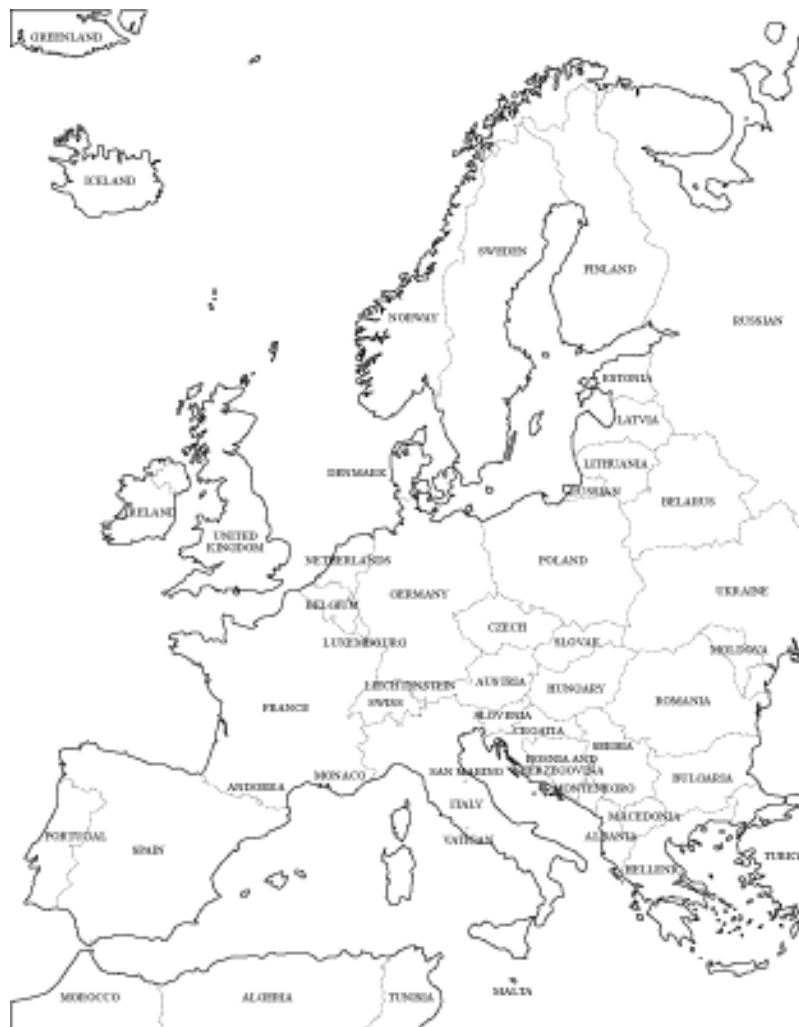 GREENLAND
ICELAND
SWEDEN
FINLAND
NORWAY
RUSSIAN
ESTONIA
LATVIA
LITHUANIA
DENMARK
RUSSIAN
BELARUS
IRELAND
UNITED
KINGDOM
NETHERLANDS
POLAND
UKRAINE
GERMANY
BELGIUM
CZECH
SLOVAK
LUXEMBOURG
MOLDOVA
LIECHTENSTEIN
AUSTRIA
HUNGARY
SWISS
ROMANIA
FRANCE
SLOVENIA
CROATIA
SERBIA
BOSNIA AND
HERZEGOVINA
SAN MARINO
MONACO
ANDORRA
MONTENEGRO
BULGARIA
ITALY
MACEDONIA
PORTUGAL
VATICAN
ALBANIA
SPAIN
HELLENI
MALTA
MOROCCO
ALGERIA
TUNISIA